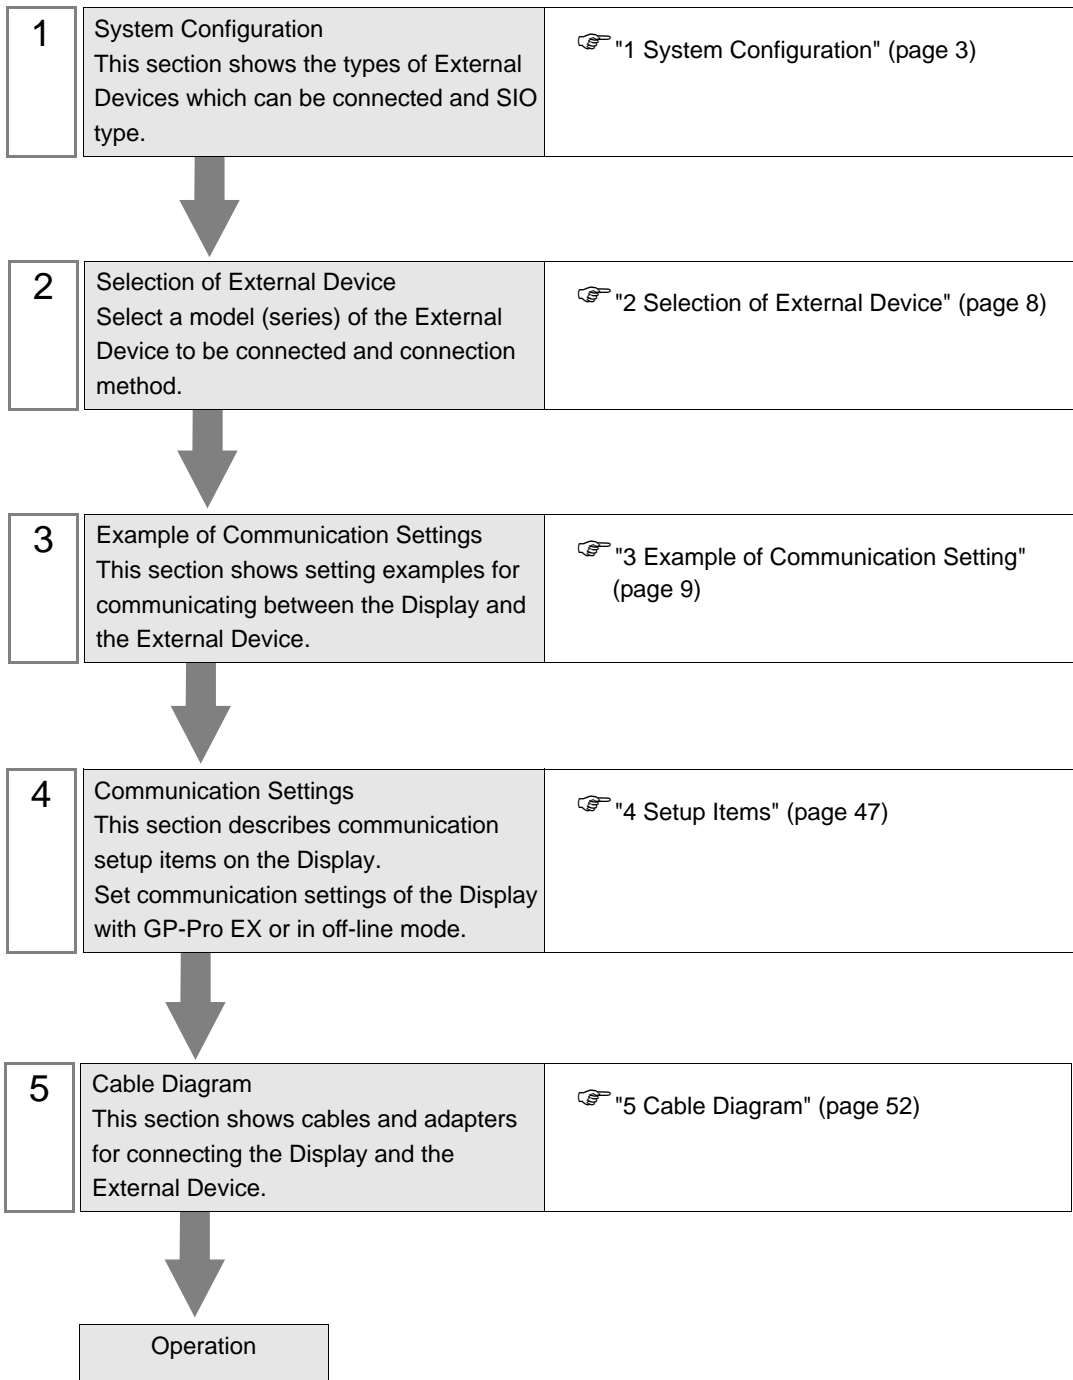 1
System Configuration
This section shows the types of External
Devices which can be connected and SIO
type.
"1 System Configuration" (page 3)
2
Selection of External Device
Select a model (series) of the External
Device to be connected and connection
method.
"2 Selection of External Device" (page 8)
3
Example of Communication Settings
This section shows setting examples for
communicating between the Display and
the External Device.
"3 Example of Communication Setting"
(page 9)
4
Communication Settings
This section describes communication
setup items on the Display.
Set communication settings of the Display
with GP-Pro EX or in off-line mode.
"4 Setup Items" (page 47)
5
Cable Diagram
This section shows cables and adapters
for connecting the Display and the
External Device.
"5 Cable Diagram" (page 52)
Operation